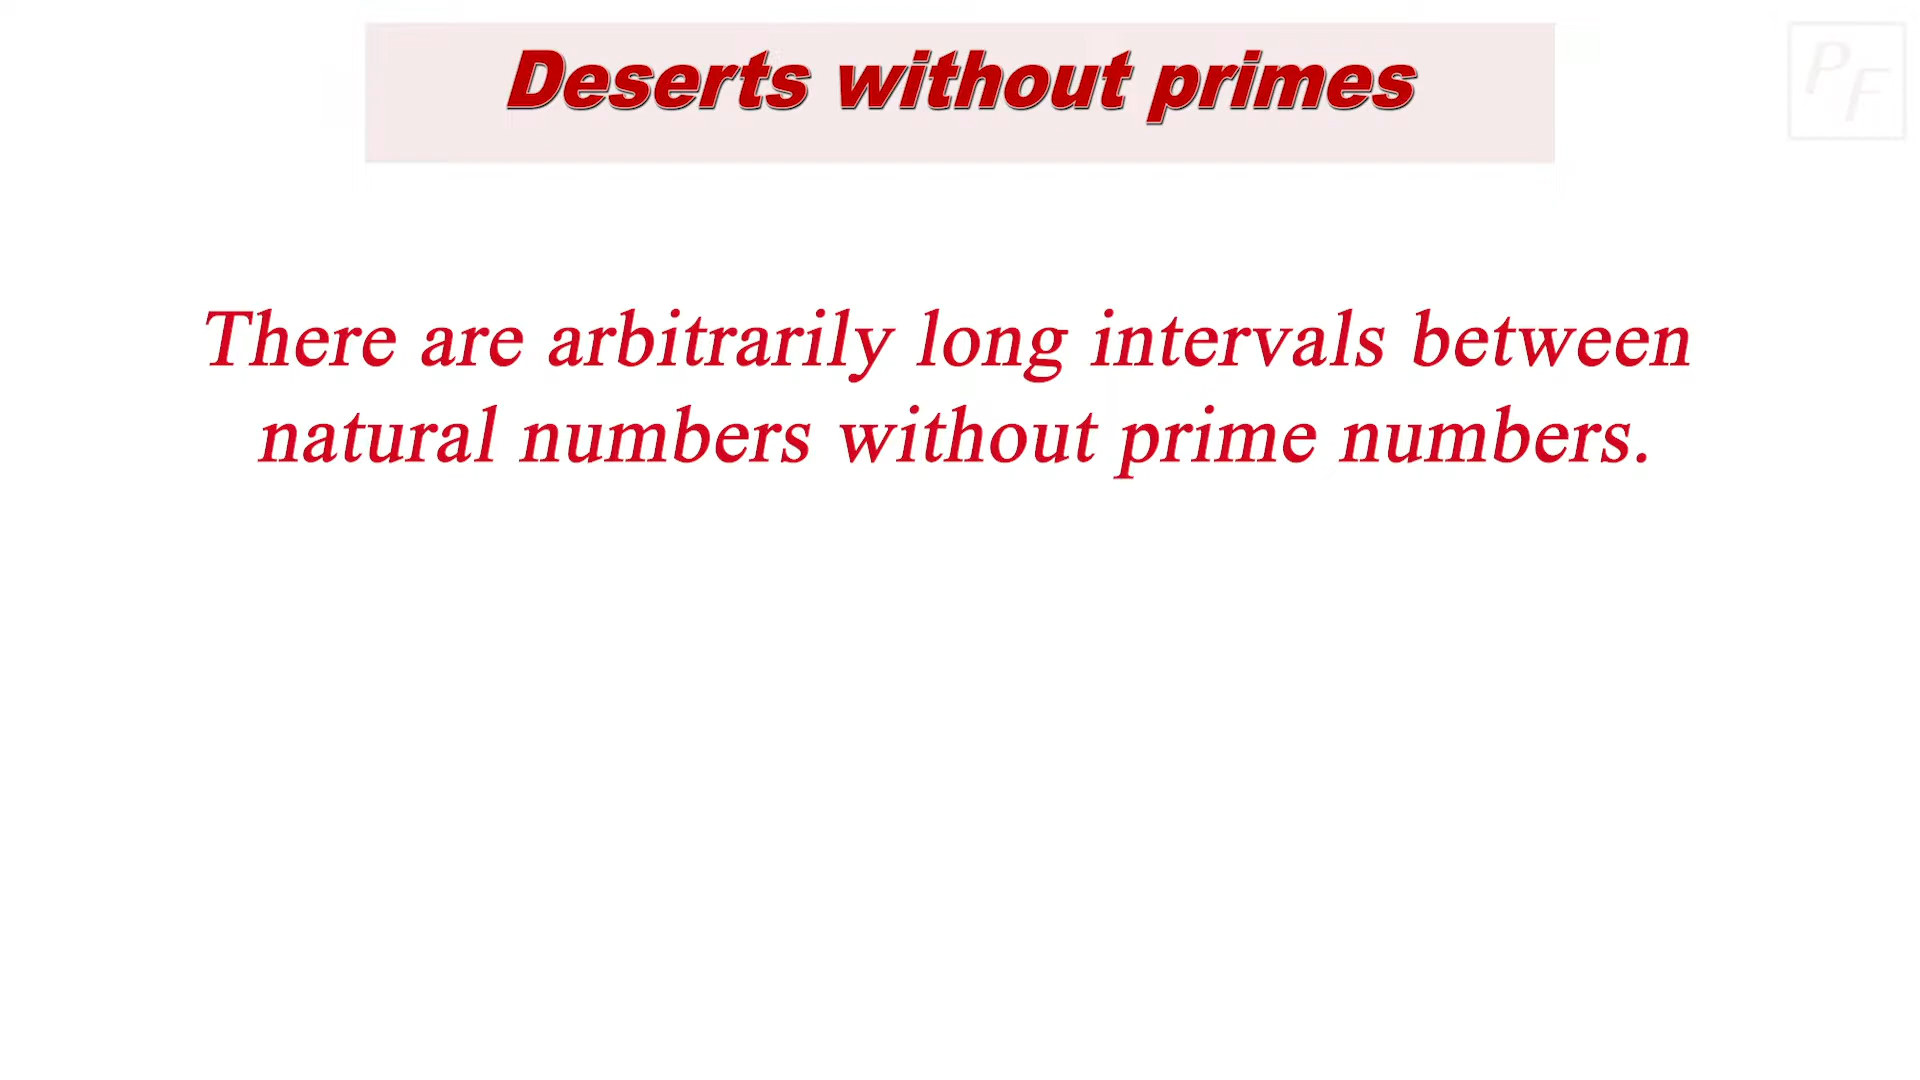 Deserts without primes
P
F
There are arbitrarily long intervals between
natural numbers without prime numbers.